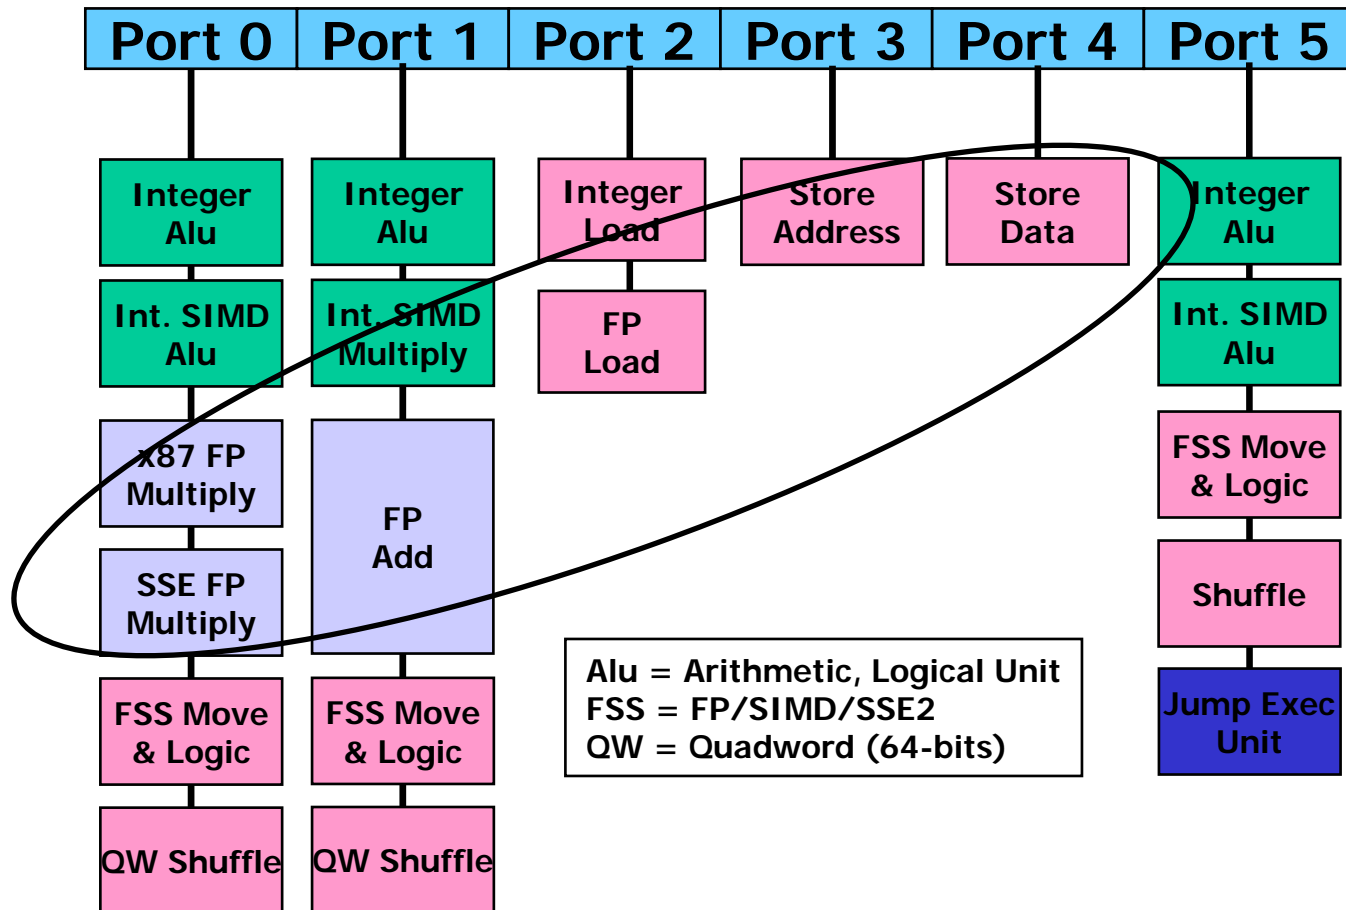 Port 0 Port 1 Port 2 Port 3 Port 4 Port 5
Integer
Alu
Int. SIMD
Alu
x87 FP
Multiply
SSE FP
Multiply
FSS Move
& Logic
QW Shuffle
Integer
Alu
Int. SIMD
Multiply
FP
Add
FSS Move
& Logic
QW Shuffle
Integer
Load
FP
Load
Store
Address
Store
Data
Integer
Alu
Int. SIMD
Alu
FSS Move
& Logic
Shuffle
Jump Exec
Unit
Alu = Arithmetic, Logical Unit
FSS = FP/SIMD/SSE2
QW = Quadword (64-bits)